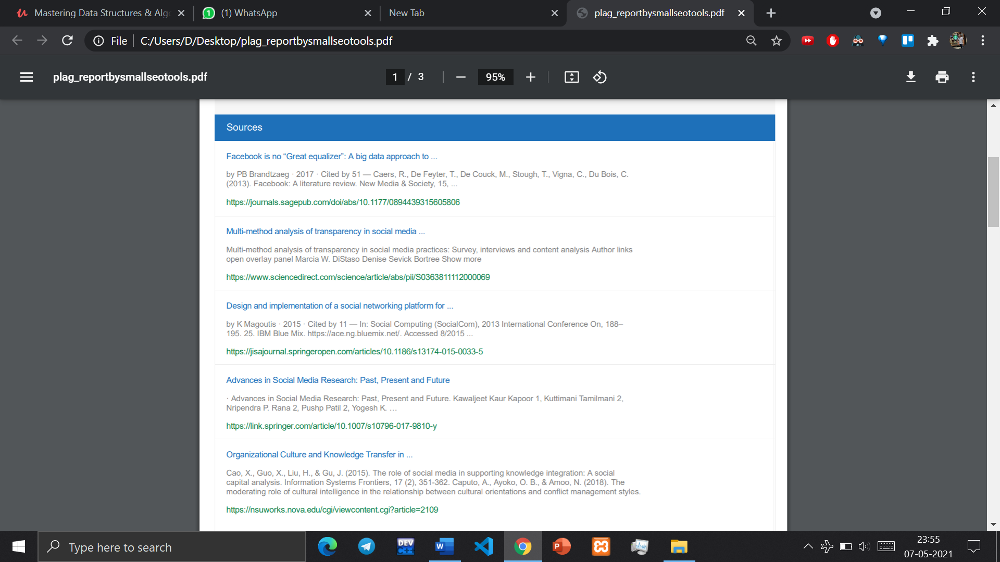 Mastering Data Structures & Alg
(1) WhatsApp
New Tab
plag_reportbysmallseotools.pdf
File
C:/Users/D/Desktop/plag_reportbysmallseotools.pdf
plag_reportbysmallseotools.pdf
1 / 3
95%
Sources
Facebook is no “Great equalizer”: A big data approach to ...
by PB Brandtzaeg · 2017 · Cited by 51 — Caers, R., De Feyter, T., De Couck, M., Stough, T., Vigna, C., Du Bois, C.
(2013). Facebook: A literature review. New Media & Society, 15, ...
https://journals.sagepub.com/doi/abs/10.1177/0894439315605806
Multi-method analysis of transparency in social media ...
Multi-method analysis of transparency in social media practices: Survey, interviews and content analysis Author links
open overlay panel Marcia W. DiStaso Denise Sevick Bortree Show more
https://www.sciencedirect.com/science/article/abs/pii/S0363811112000069
Design and implementation of a social networking platform for ...
by K Magoutis · 2015 · Cited by 11 — In: Social Computing (SocialCom), 2013 International Conference On, 188–
195. 25. IBM Blue Mix. https://ace.ng.bluemix.net/. Accessed 8/2015 ...
https://jisajournal.springeropen.com/articles/10.1186/s13174-015-0033-5
Advances in Social Media Research: Past, Present and Future
· Advances in Social Media Research: Past, Present and Future. Kawaljeet Kaur Kapoor 1, Kuttimani Tamilmani 2,
Nripendra P. Rana 2, Pushp Patil 2, Yogesh K. …
https://link.springer.com/article/10.1007/s10796-017-9810-y
Organizational Culture and Knowledge Transfer in ...
Cao, X., Guo, X., Liu, H., & Gu, J. (2015). The role of social media in supporting knowledge integration: A social
capital analysis. Information Systems Frontiers, 17 (2), 351-362. Caputo, A., Ayoko, O. B., & Amoo, N. (2018). The
moderating role of cultural intelligence in the relationship between cultural orientations and conflict management styles.
https://nsuworks.nova.edu/cgi/viewcontent.cgi?article=2109
Type here to search
DEV
C++
W
P
23:55
07-05-2021